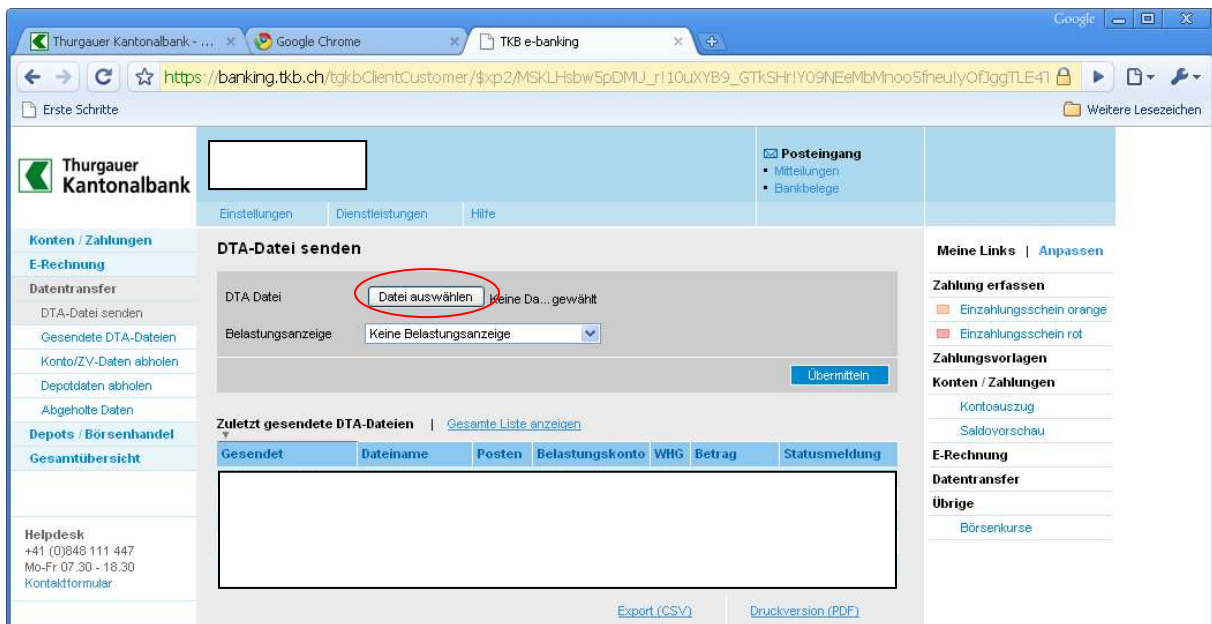 Google
Thurgauer Kantonalbank - ...
Google Chrome
TKB e-banking
https://banking.tkb.ch/tgkbClientCustomer/
Erste Schritte
Weitere Lesezeichen
Thurgauer
Kantonalbank
Posteingang
Mitteilungen
Bankbelege
Einstellungen Dienstleistungen Hilfe
Konten / Zahlungen
E-Rechnung
Datentransfer
DTA-Datei senden
Gesendete DTA-Dateien
Konto/ZV-Daten abholen
Depotdaten abholen
Abgeholte Daten
Depots / Börsenhandel
Gesamtübersicht
Helpdesk
+41 (0)848 111 447
Mo-Fr 07.30 - 18.30
Kontaktformular
DTA-Datei senden
DTA Datei Datei auswählen Keine Da...gewählt
Belastungsanzeige Keine Belastungsanzeige
Übermitteln
Zuletzt gesendete DTA-Dateien | Gesamte Liste anzeigen
Gesendet Dateiname Posten Belastungskonto WHG Betrag Statusmeldung
Export (CSV) Druckversion (PDF)
Meine Links | Anpassen
Zahlung erfassen
Einzahlungsschein orange
Einzahlungsschein rot
Zahlungsvorlagen
Konten / Zahlungen
Kontoauszug
Saldovorschau
E-Rechnung
Datentransfer
Übrige
Börsenkurse